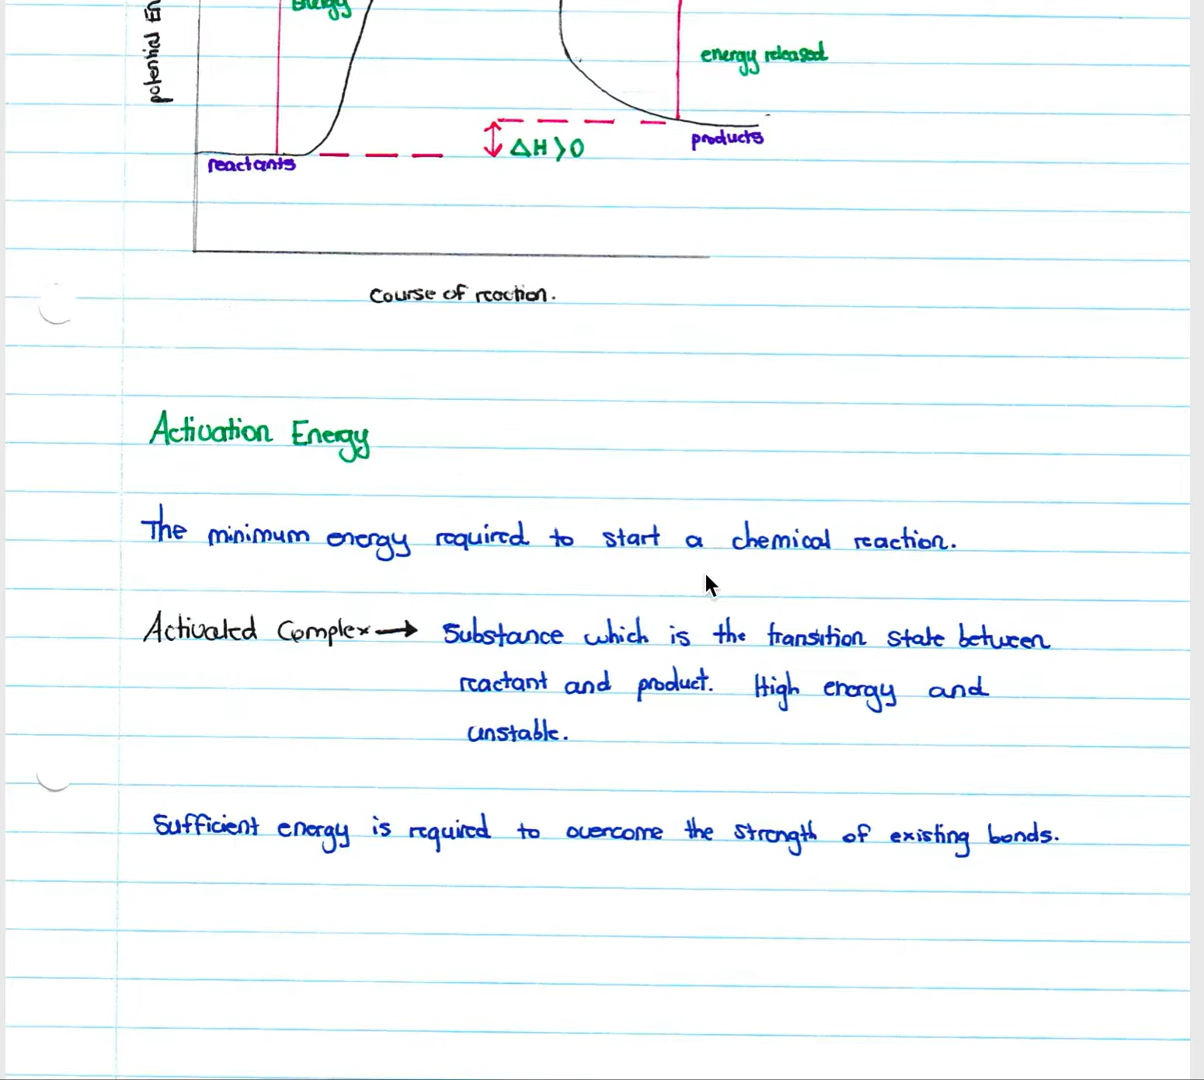 Energy
potential En
energy released
products
ΔH>0
reactants
Course of reaction.
Activation Energy
The minimum energy required to start a chemical reaction.
Activated Complex → Substance which is the transition state between
reactant and product. High energy and
unstable.
Sufficient energy is required to overcome the strength of existing bonds.